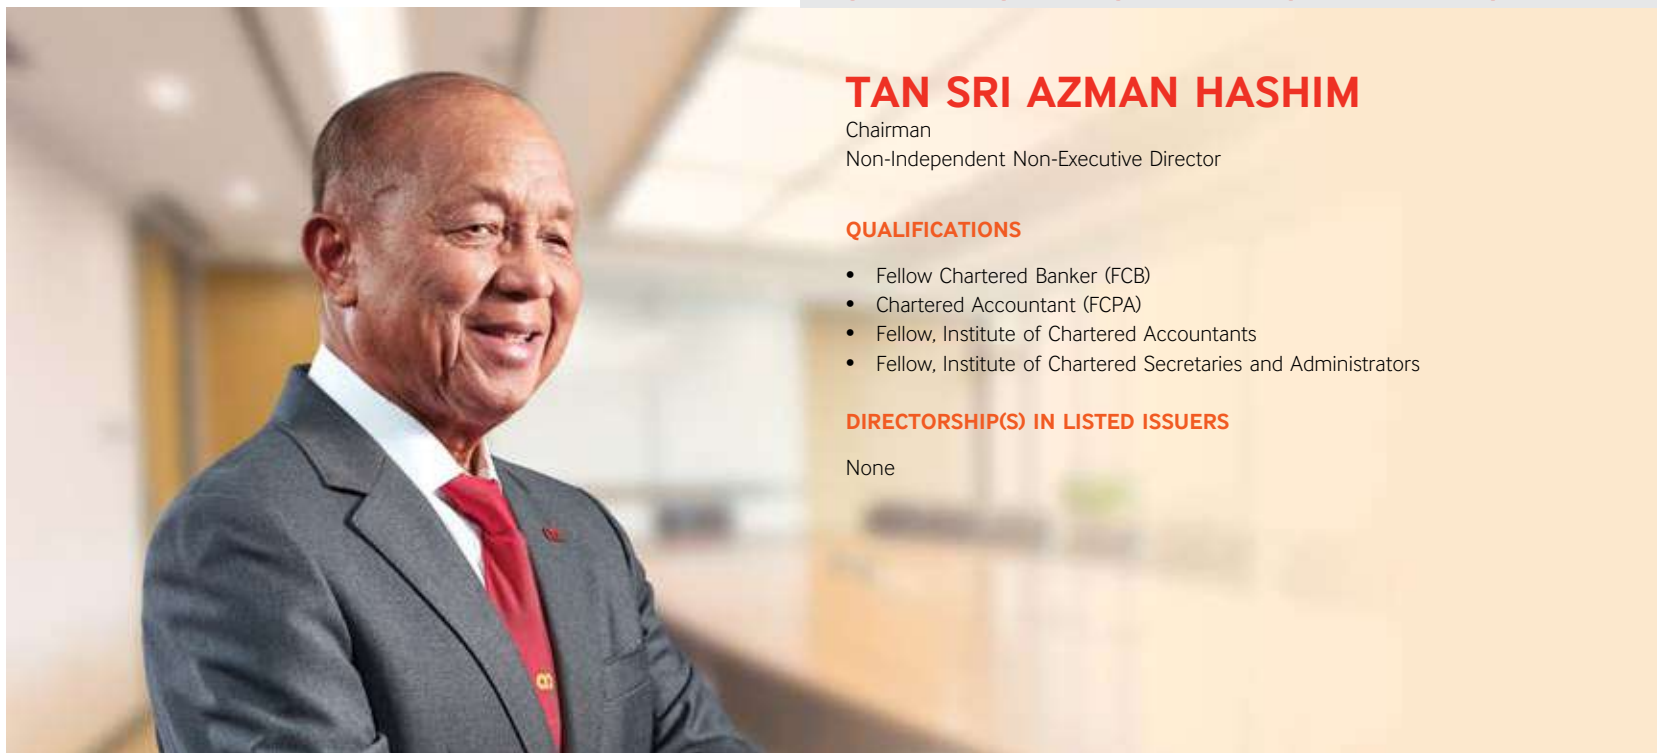 TAN SRI AZMAN HASHIM
Chairman
Non-Independent Non-Executive Director
QUALIFICATIONS
• Fellow Chartered Banker (FCB)
• Chartered Accountant (FCPA)
• Fellow, Institute of Chartered Accountants
• Fellow, Institute of Chartered Secretaries and Administrators
DIRECTORSHIP(S) IN LISTED ISSUERS
None